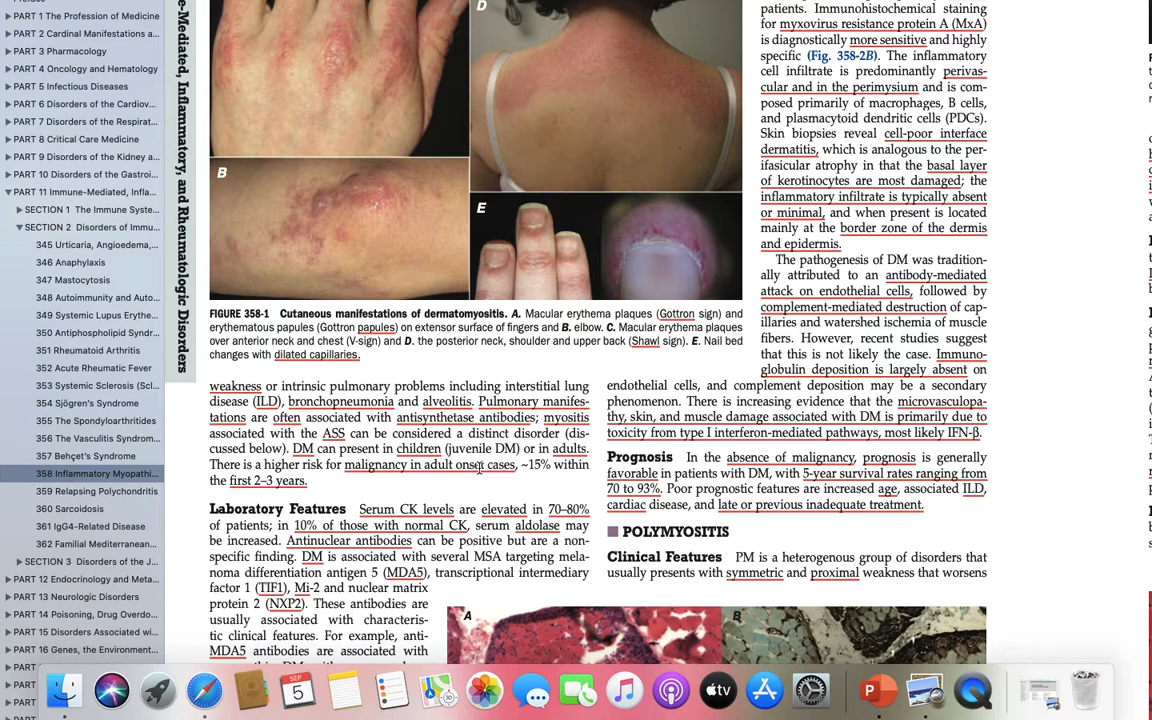 PART 1 The Profession of Medicine
PART 2 Cardinal Manifestations a...
PART 3 Pharmacology
PART 4 Oncology and Hematology
PART 5 Infectious Diseases
PART 6 Disorders of the Cardiov...
PART 7 Disorders of the Respirat...
PART 8 Critical Care Medicine
PART 9 Disorders of the Kidney a...
PART 10 Disorders of the Gastroi...
PART 11 Immune-Mediated, Infla...
SECTION 1 The Immune Syste...
SECTION 2 Disorders of Immu...
345 Urticaria, Angioedema,...
346 Anaphylaxis
347 Mastocytosis
348 Autoimmunity and Auto...
349 Systemic Lupus Erythe...
350 Antiphospholipid Syndr...
351 Rheumatoid Arthritis
352 Acute Rheumatic Fever
353 Systemic Sclerosis (Scl...
354 Sjögren's Syndrome
355 The Spondyloarthritides
356 The Vasculitis Syndrom...
357 Behçet's Syndrome
358 Inflammatory Myopathi...
359 Relapsing Polychondritis
360 Sarcoidosis
361 IgG4-Related Disease
362 Familial Mediterranean...
SECTION 3 Disorders of the J...
PART 12 Endocrinology and Meta...
PART 13 Neurologic Disorders
PART 14 Poisoning, Drug Overdo...
PART 15 Disorders Associated wi...
PART 16 Genes, the Environment...
PART
PART
PART
PART
e-Mediated, Inflammatory, and Rheumatologic Disorders
D
B
E
FIGURE 358-1 Cutaneous manifestations of dermatomyositis. A. Macular erythema plaques (Gottron sign) and
erythematous papules (Gottron papules) on extensor surface of fingers and B. elbow. C. Macular erythema plaques
over anterior neck and chest (V-sign) and D. the posterior neck, shoulder and upper back (Shawl sign). E. Nail bed
changes with dilated capillaries.
weakness or intrinsic pulmonary problems including interstitial lung
disease (ILD), bronchopneumonia and alveolitis. Pulmonary manifes-
tations are often associated with antisynthetase antibodies; myositis
associated with the ASS can be considered a distinct disorder (dis-
cussed below). DM can present in children (juvenile DM) or in adults.
There is a higher risk for malignancy in adult onset cases, ~15% within
the first 2–3 years.
Laboratory Features Serum CK levels are elevated in 70–80%
of patients; in 10% of those with normal CK, serum aldolase may
be increased. Antinuclear antibodies can be positive but are a non-
specific finding. DM is associated with several MSA targeting mela-
noma differentiation antigen 5 (MDA5), transcriptional intermediary
factor 1 (TIF1), Mi-2 and nuclear matrix
protein 2 (NXP2). These antibodies are
usually associated with characteris-
tic clinical features. For example, anti-
MDA5 antibodies are associated with
patients. Immunohistochemical staining
for myxovirus resistance protein A (MxA)
is diagnostically more sensitive and highly
specific (Fig. 358-2B). The inflammatory
cell infiltrate is predominantly perivas-
cular and in the perimysium and is com-
posed primarily of macrophages, B cells,
and plasmacytoid dendritic cells (PDCs).
Skin biopsies reveal cell-poor interface
dermatitis, which is analogous to the per-
ifasicular atrophy in that the basal layer
of kerotinocytes are most damaged; the
inflammatory infiltrate is typically absent
or minimal, and when present is located
mainly at the border zone of the dermis
and epidermis.
The pathogenesis of DM was tradition-
ally attributed to an antibody-mediated
attack on endothelial cells, followed by
complement-mediated destruction of cap-
illaries and watershed ischemia of muscle
fibers. However, recent studies suggest
that this is not likely the case. Immuno-
globulin deposition is largely absent on
endothelial cells, and complement deposition may be a secondary
phenomenon. There is increasing evidence that the microvasculopa-
thy, skin, and muscle damage associated with DM is primarily due to
toxicity from type I interferon-mediated pathways, most likely IFN-β.
Prognosis In the absence of malignancy, prognosis is generally
favorable in patients with DM, with 5-year survival rates ranging from
70 to 93%. Poor prognostic features are increased age, associated ILD,
cardiac disease, and late or previous inadequate treatment.
POLYMYOSITIS
Clinical Features PM is a heterogenous group of disorders that
usually presents with symmetric and proximal weakness that worsens
A
B
SEP
5
tv